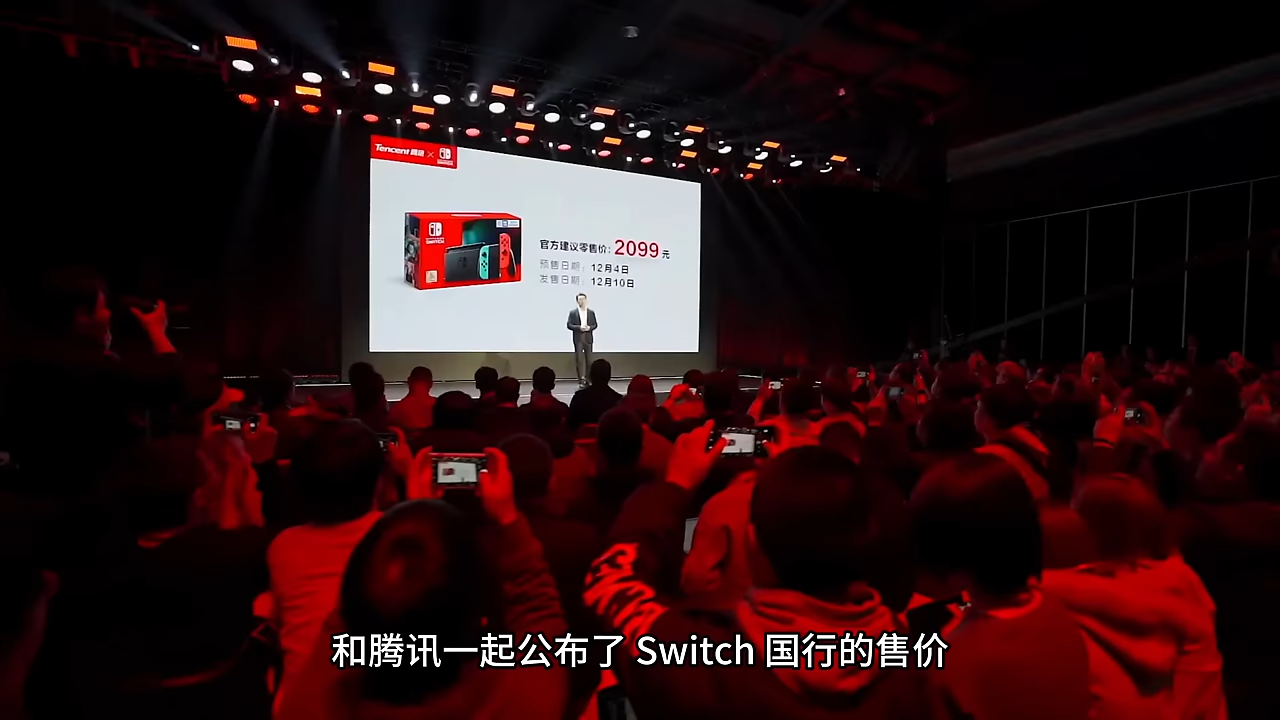 Tencent 腾讯 ×
SWITCH
官方建议零售价：2099元
预售日期：12月4日
发售日期：12月10日
和腾讯一起公布了 Switch 国行的售价